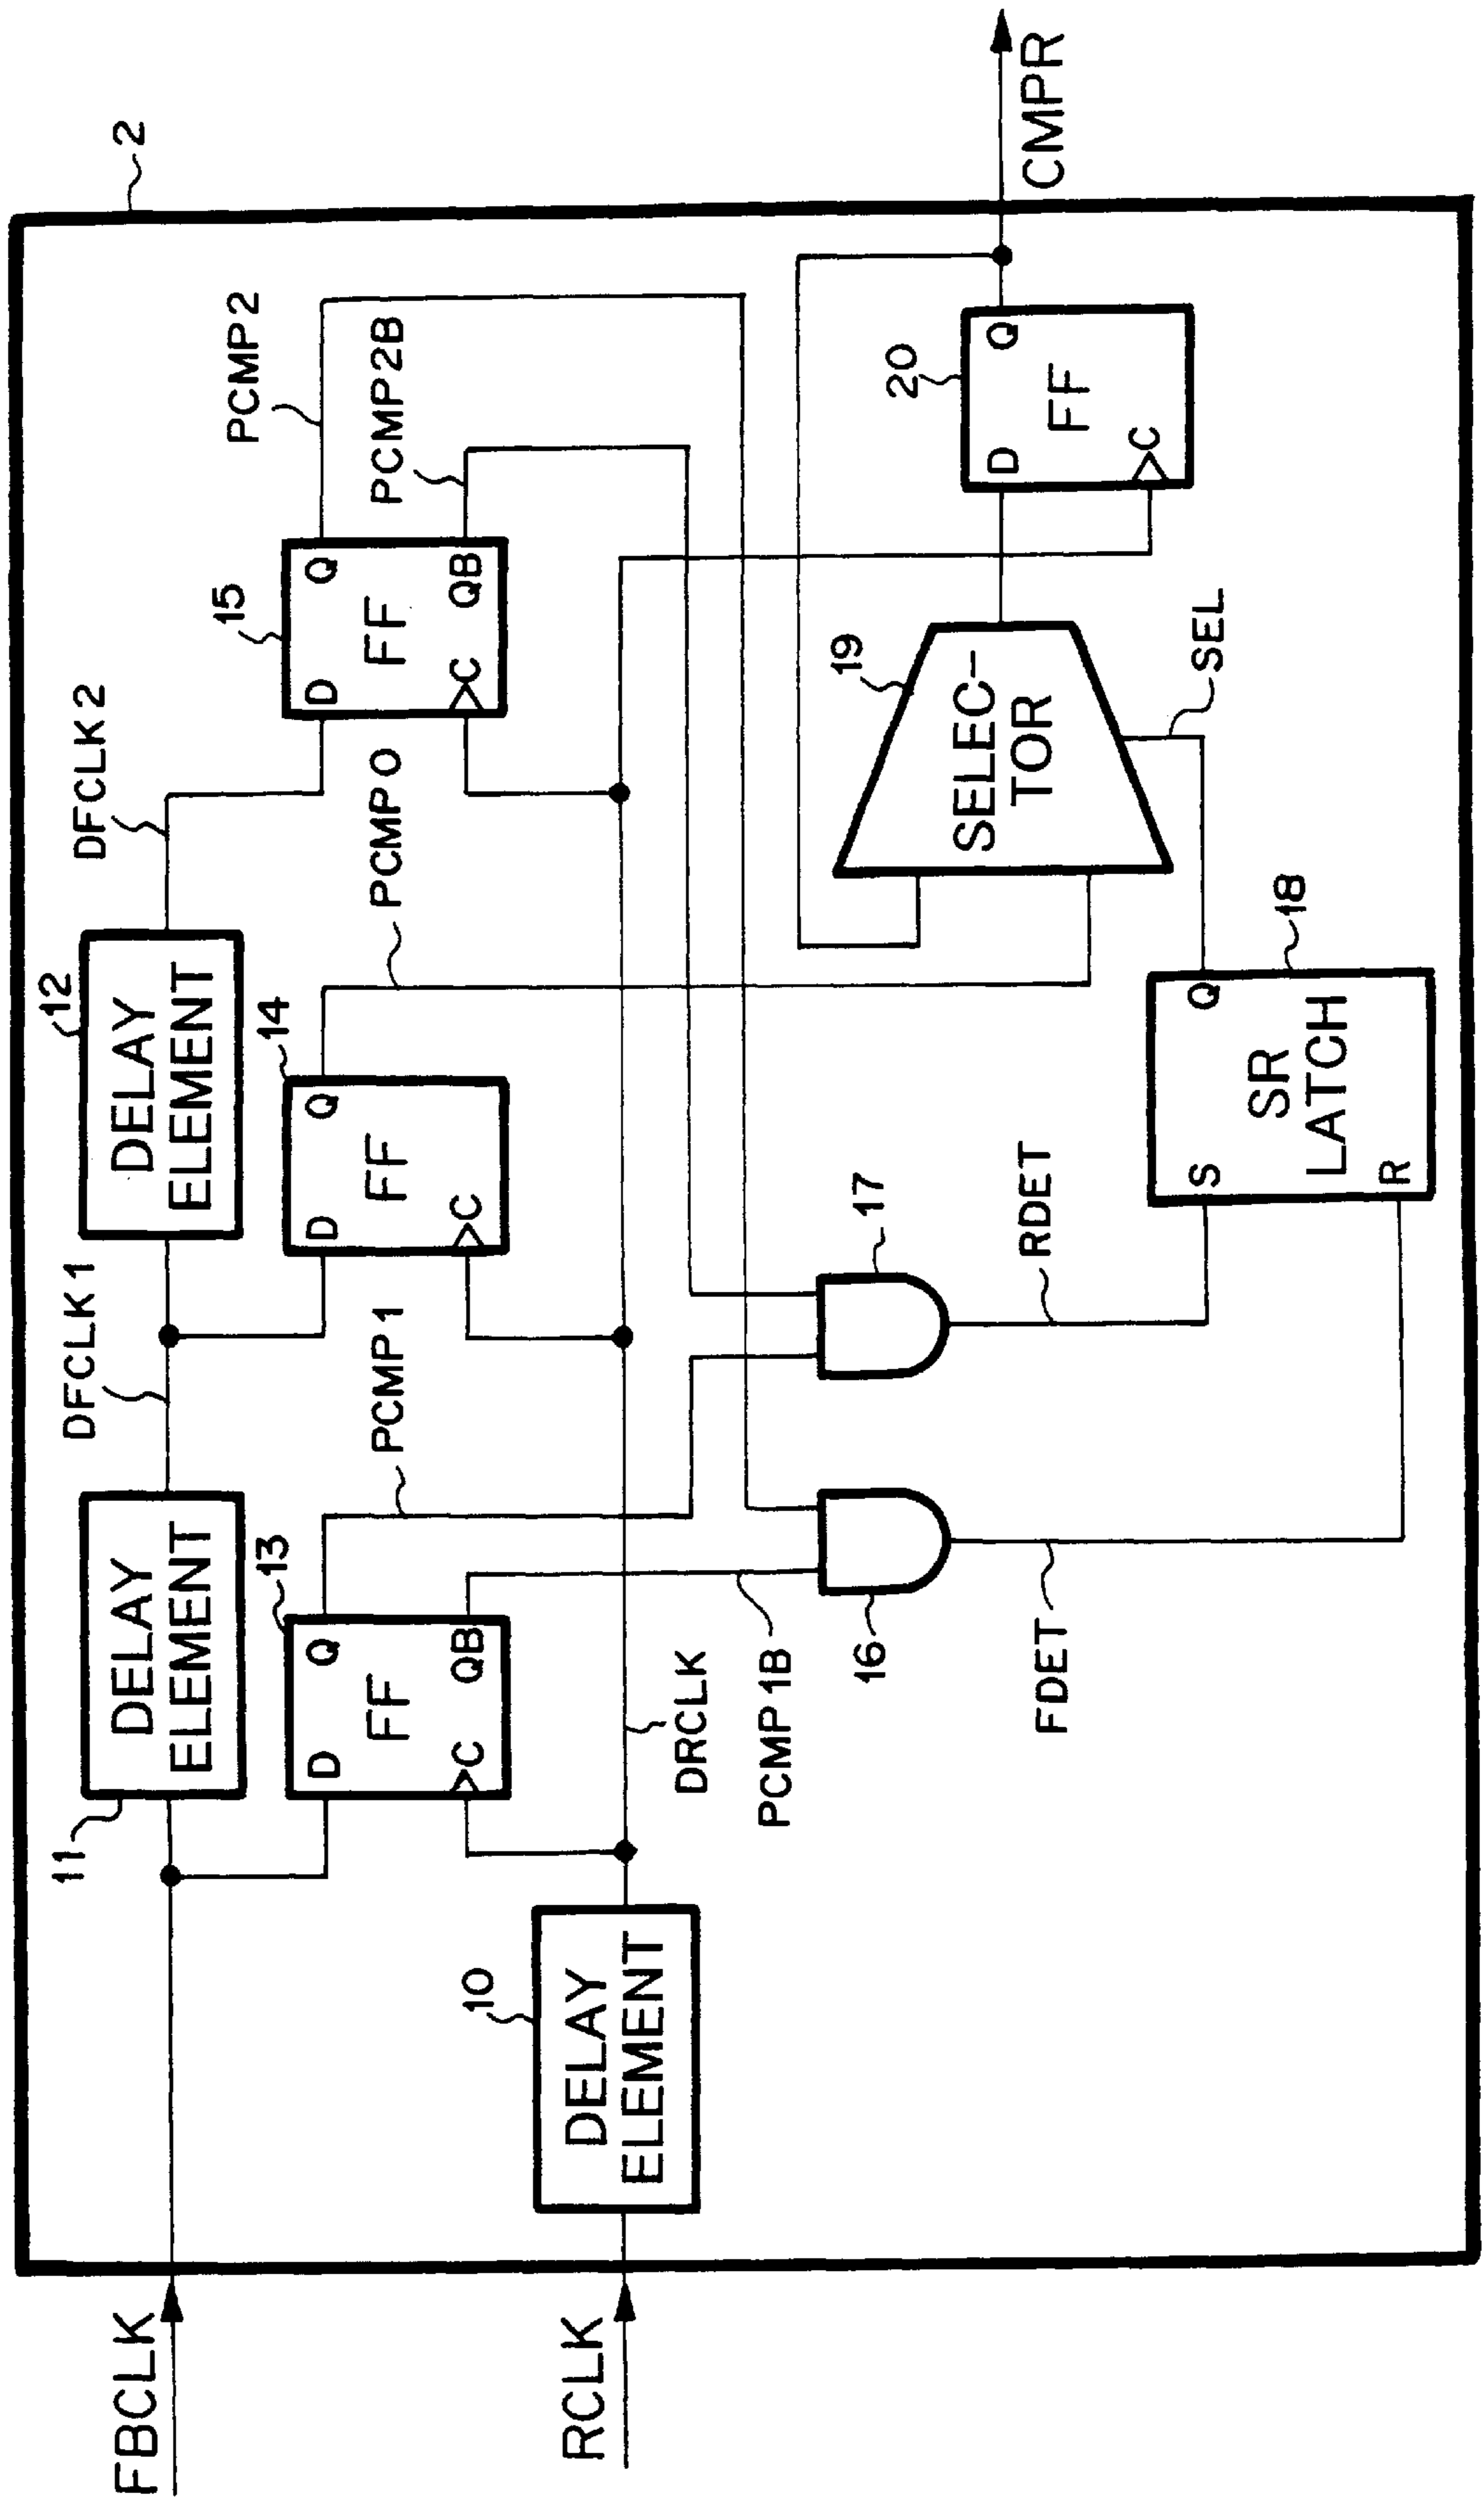 2
FBCLK
11
DELAY
ELEMENT
DFCLK1
12
DELAY
ELEMENT
DFCLK2
13
D
Q
FF
C
QB
PCMP1
14
D
Q
FF
C
PCMP0
15
D
Q
FF
C
QB
PCMP2
PCMP2B
RCLK
10
DELAY
ELEMENT
DRCLK
PCMP1B
16
FDET
17
RDET
18
S
Q
SR
LATCH
R
19
SELEC-
TOR
SEL
20
D
Q
FF
C
CMPR